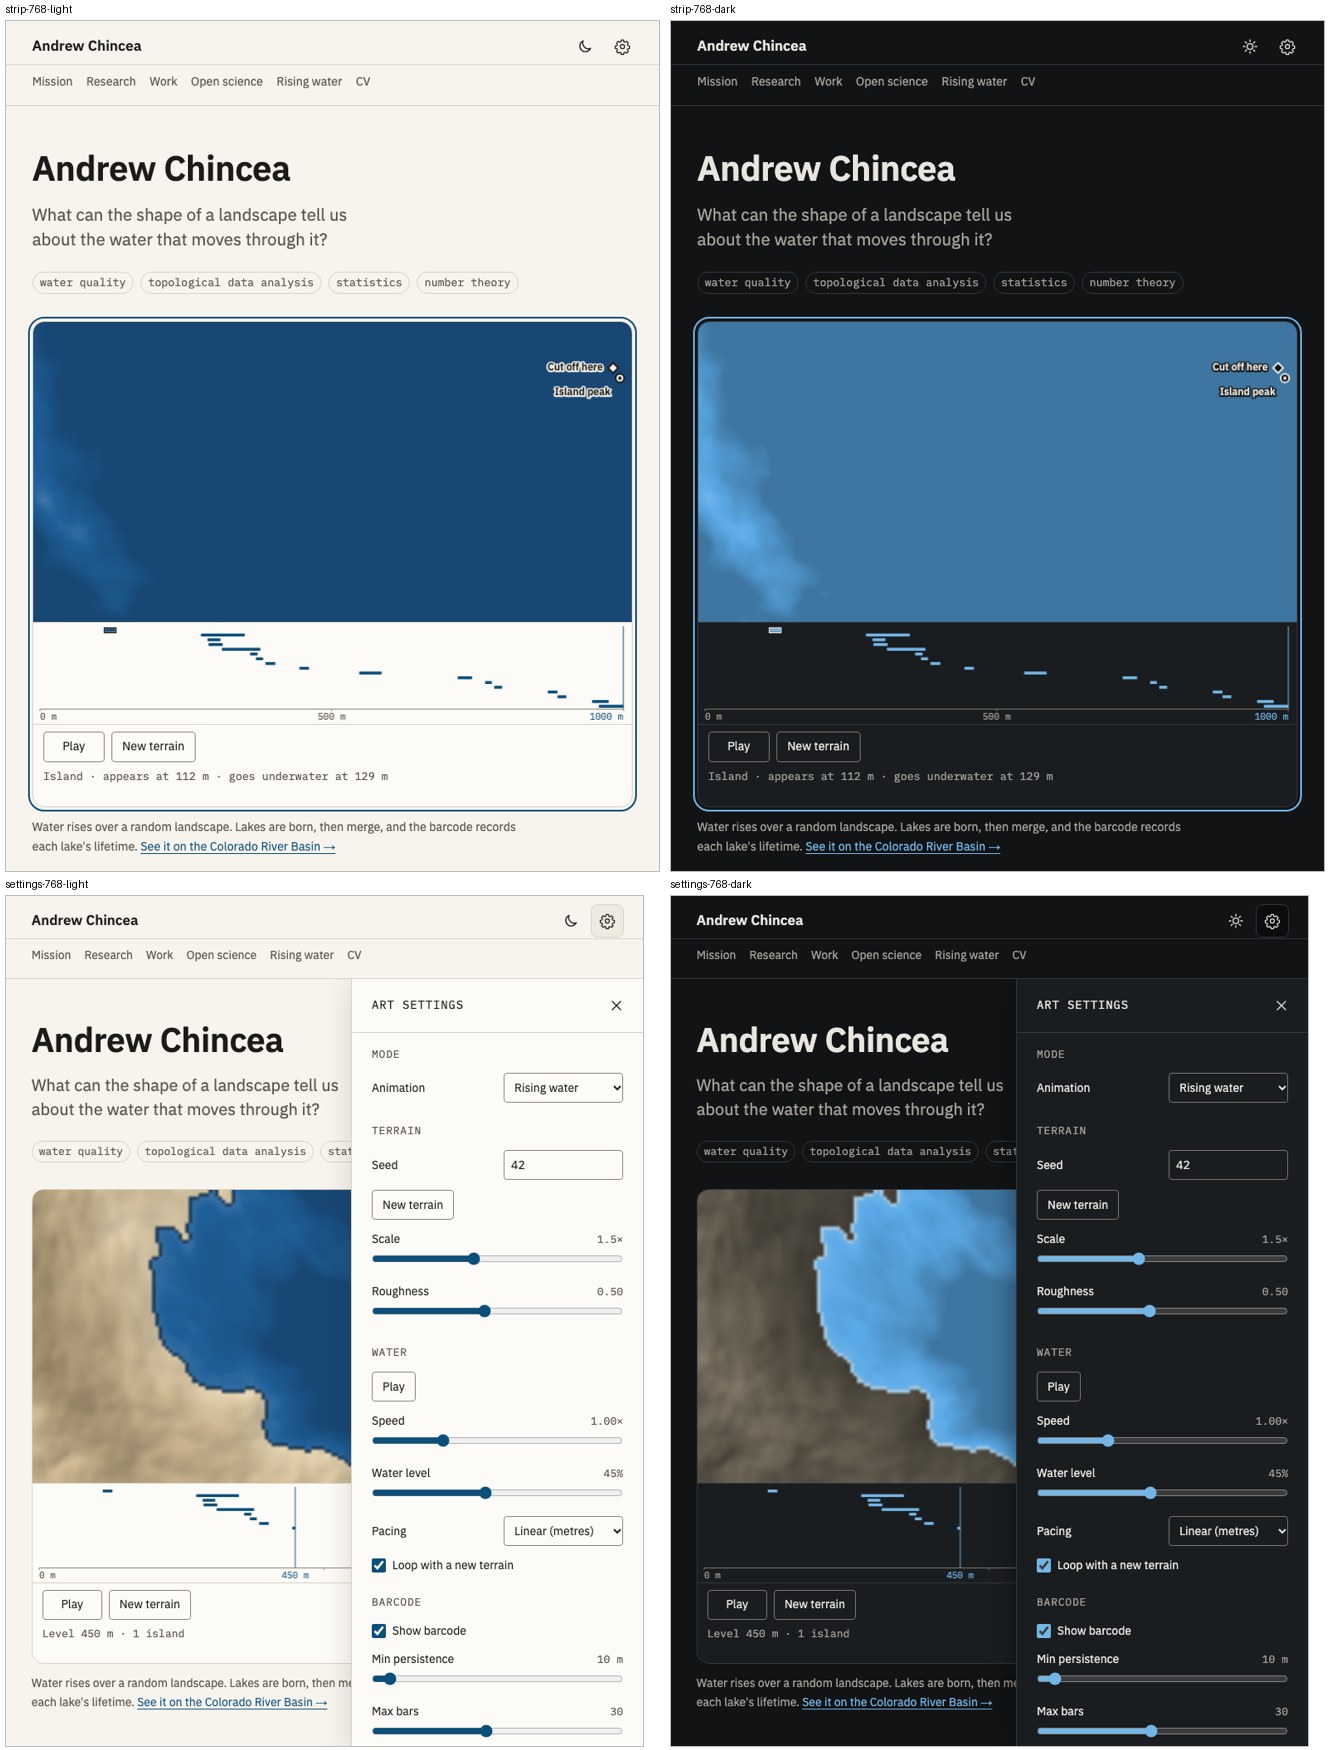 strip-768-light
Andrew Chincea
Mission Research Work Open science Rising water CV
Andrew Chincea
What can the shape of a landscape tell us
about the water that moves through it?
water quality topological data analysis statistics number theory
Cut off here
Island peak
0 m 500 m 1000 m
Play New terrain
Island · appears at 112 m · goes underwater at 129 m
Water rises over a random landscape. Lakes are born, then merge, and the barcode records
each lake's lifetime. See it on the Colorado River Basin →
strip-768-dark
Andrew Chincea
Mission Research Work Open science Rising water CV
Andrew Chincea
What can the shape of a landscape tell us
about the water that moves through it?
water quality topological data analysis statistics number theory
Cut off here
Island peak
0 m 500 m 1000 m
Play New terrain
Island · appears at 112 m · goes underwater at 129 m
Water rises over a random landscape. Lakes are born, then merge, and the barcode records
each lake's lifetime. See it on the Colorado River Basin →
settings-768-light
Andrew Chincea
Mission Research Work Open science Rising water CV
Andrew Chincea
What can the shape of a landscape tell us
about the water that moves through it?
water quality topological data analysis stat
0 m 450 m
Play New terrain
Level 450 m · 1 island
Water rises over a random landscape. Lakes are born, then me
each lake's lifetime. See it on the Colorado River Basin →
ART SETTINGS
MODE
Animation Rising water
TERRAIN
Seed 42
New terrain
Scale 1.5×
Roughness 0.50
WATER
Play
Speed 1.00×
Water level 45%
Pacing Linear (metres)
Loop with a new terrain
BARCODE
Show barcode
Min persistence 10 m
Max bars 30
settings-768-dark
Andrew Chincea
Mission Research Work Open science Rising water CV
Andrew Chincea
What can the shape of a landscape tell us
about the water that moves through it?
water quality topological data analysis stat
0 m 450 m
Play New terrain
Level 450 m · 1 island
Water rises over a random landscape. Lakes are born, then me
each lake's lifetime. See it on the Colorado River Basin →
ART SETTINGS
MODE
Animation Rising water
TERRAIN
Seed 42
New terrain
Scale 1.5×
Roughness 0.50
WATER
Play
Speed 1.00×
Water level 45%
Pacing Linear (metres)
Loop with a new terrain
BARCODE
Show barcode
Min persistence 10 m
Max bars 30